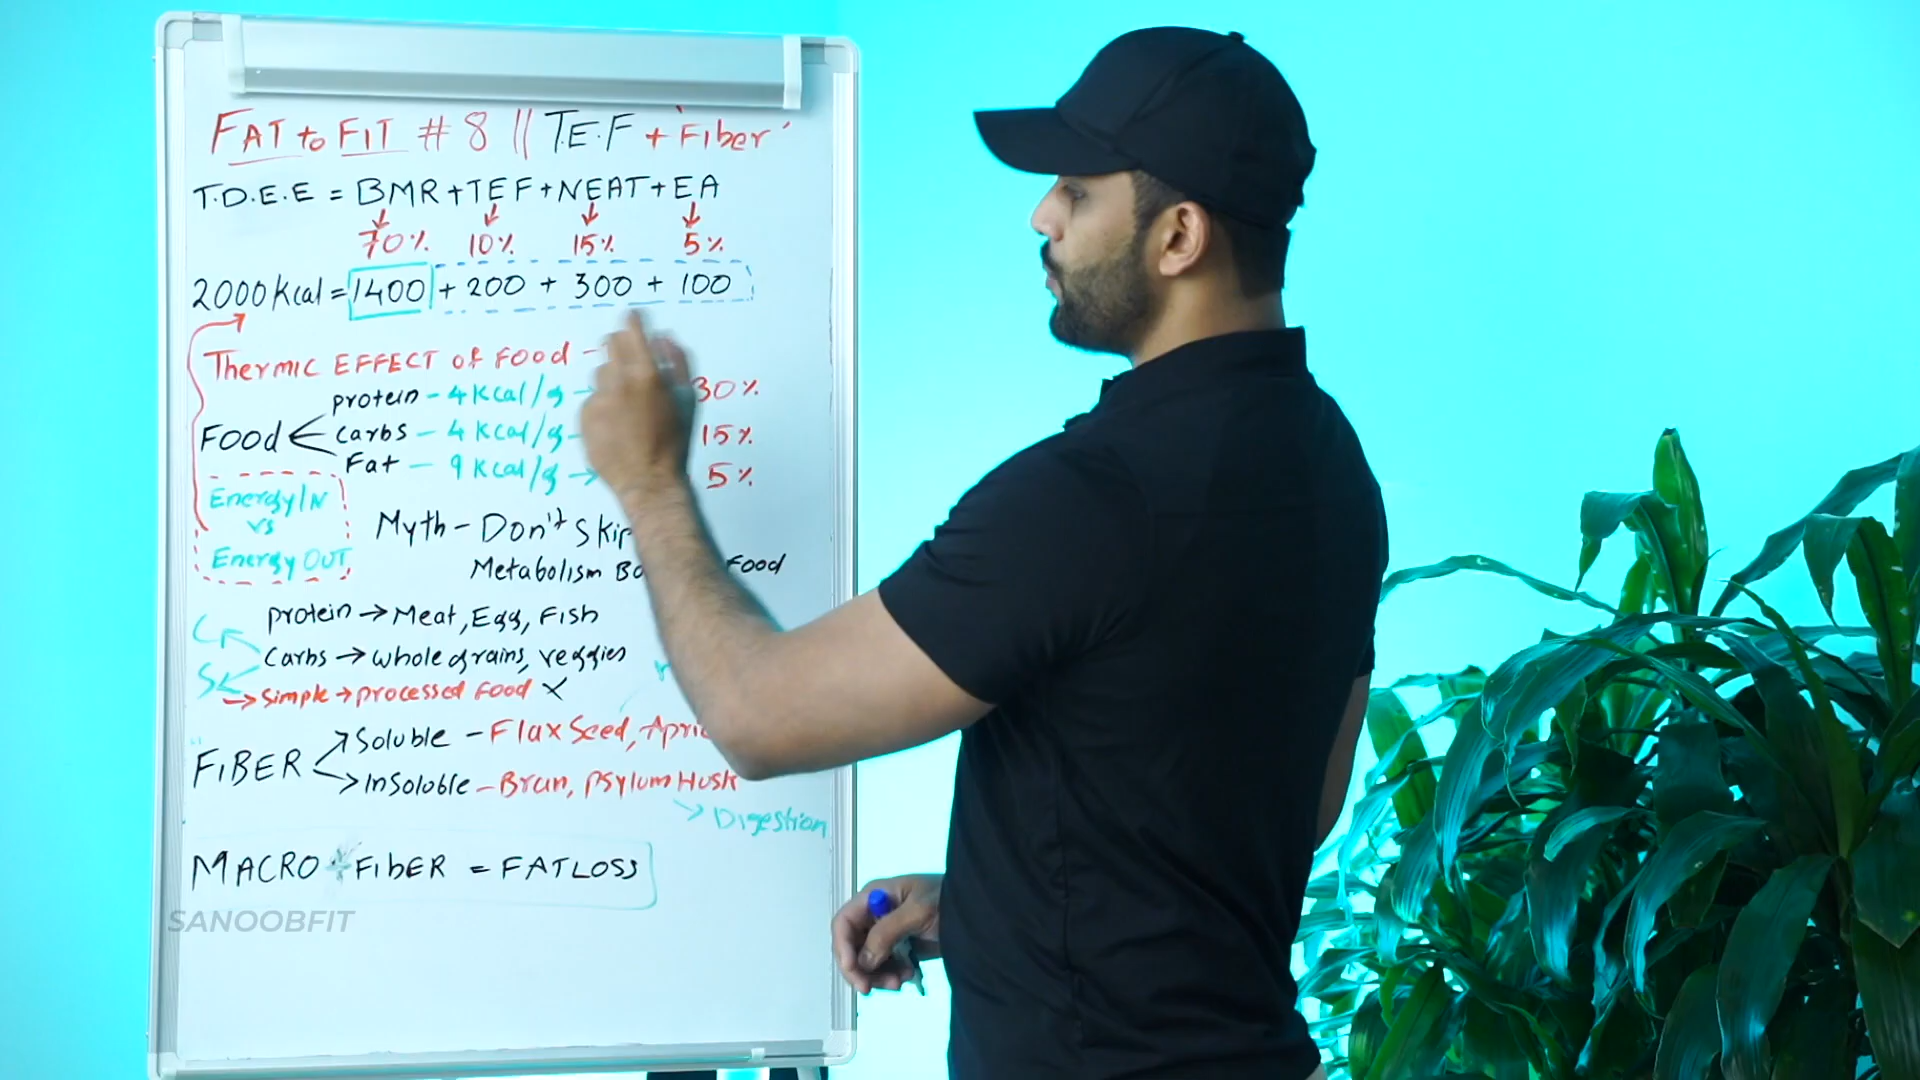 FAT to FIT # 8 || T.E.F + 'Fiber'
T.D.E.E = BMR + TEF + NEAT + EA
70% 10% 15% 5%
2000 Kcal = 1400 + 200 + 300 + 100
Thermic EFFECT of FOOD -
protein - 4 Kcal/g → 30%
FOOD carbs - 4 Kcal/g - 15%
Fat - 9 Kcal/g → 5%
Energy IN
vs
Energy OUT
Myth - Don't Skip
Metabolism Food
protein → Meat, Egg, Fish
C
Carbs → whole grains, veggies
S
→ simple → processed food X
FIBER
Soluble - Flax Seed,
InSoluble - Bran, Psylum Husk
→ Digestion
MACRO + FIBER = FAT LOSS
SANOOBFIT